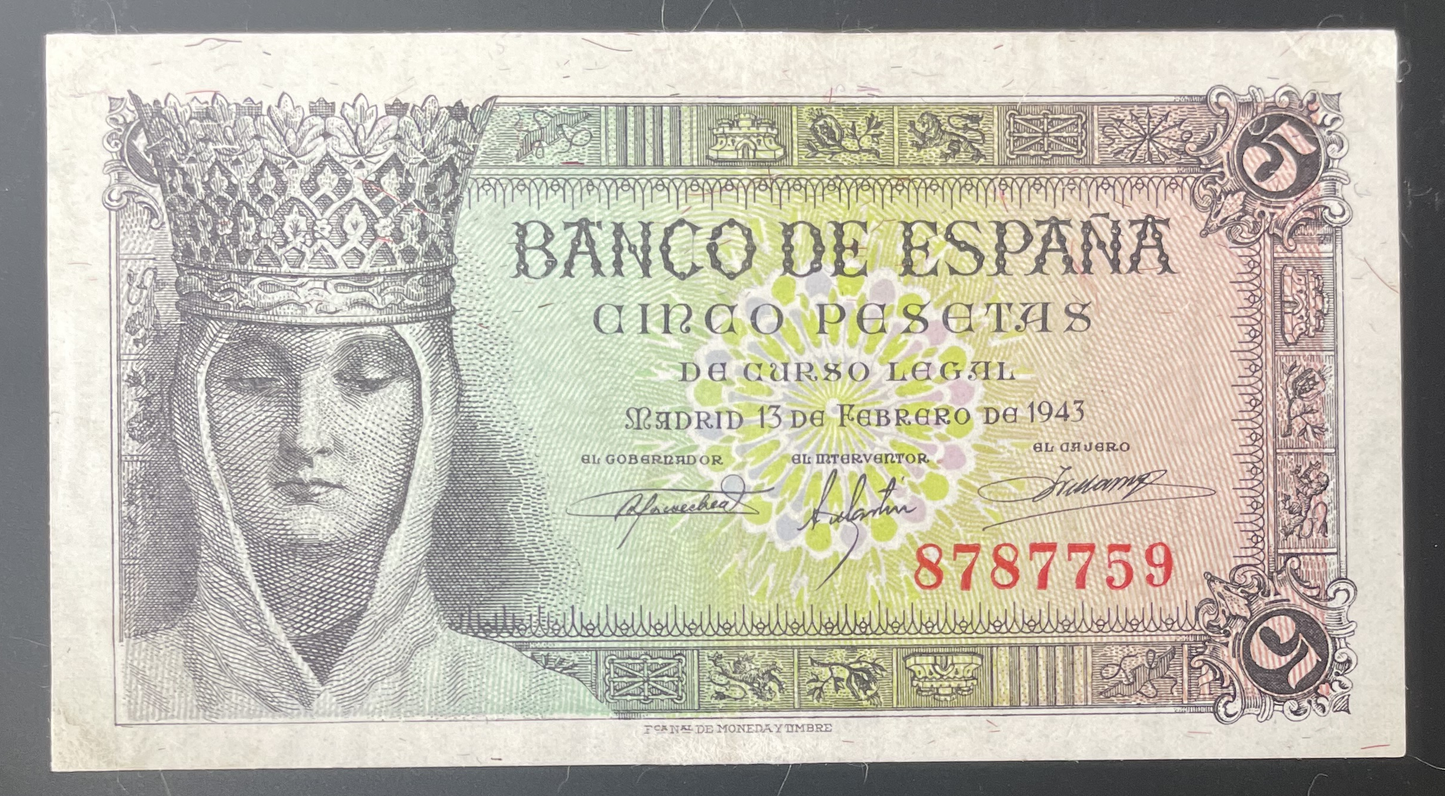 5
BANCO DE ESPAÑA
CINCO PESETAS
DE CURSO LEGAL
MADRID 13 DE FEBRERO DE 1943
EL GOBERNADOR EL INTERVENTOR EL CAJERO
8787759
5
FCA NAL DE MONEDA Y TIMBRE